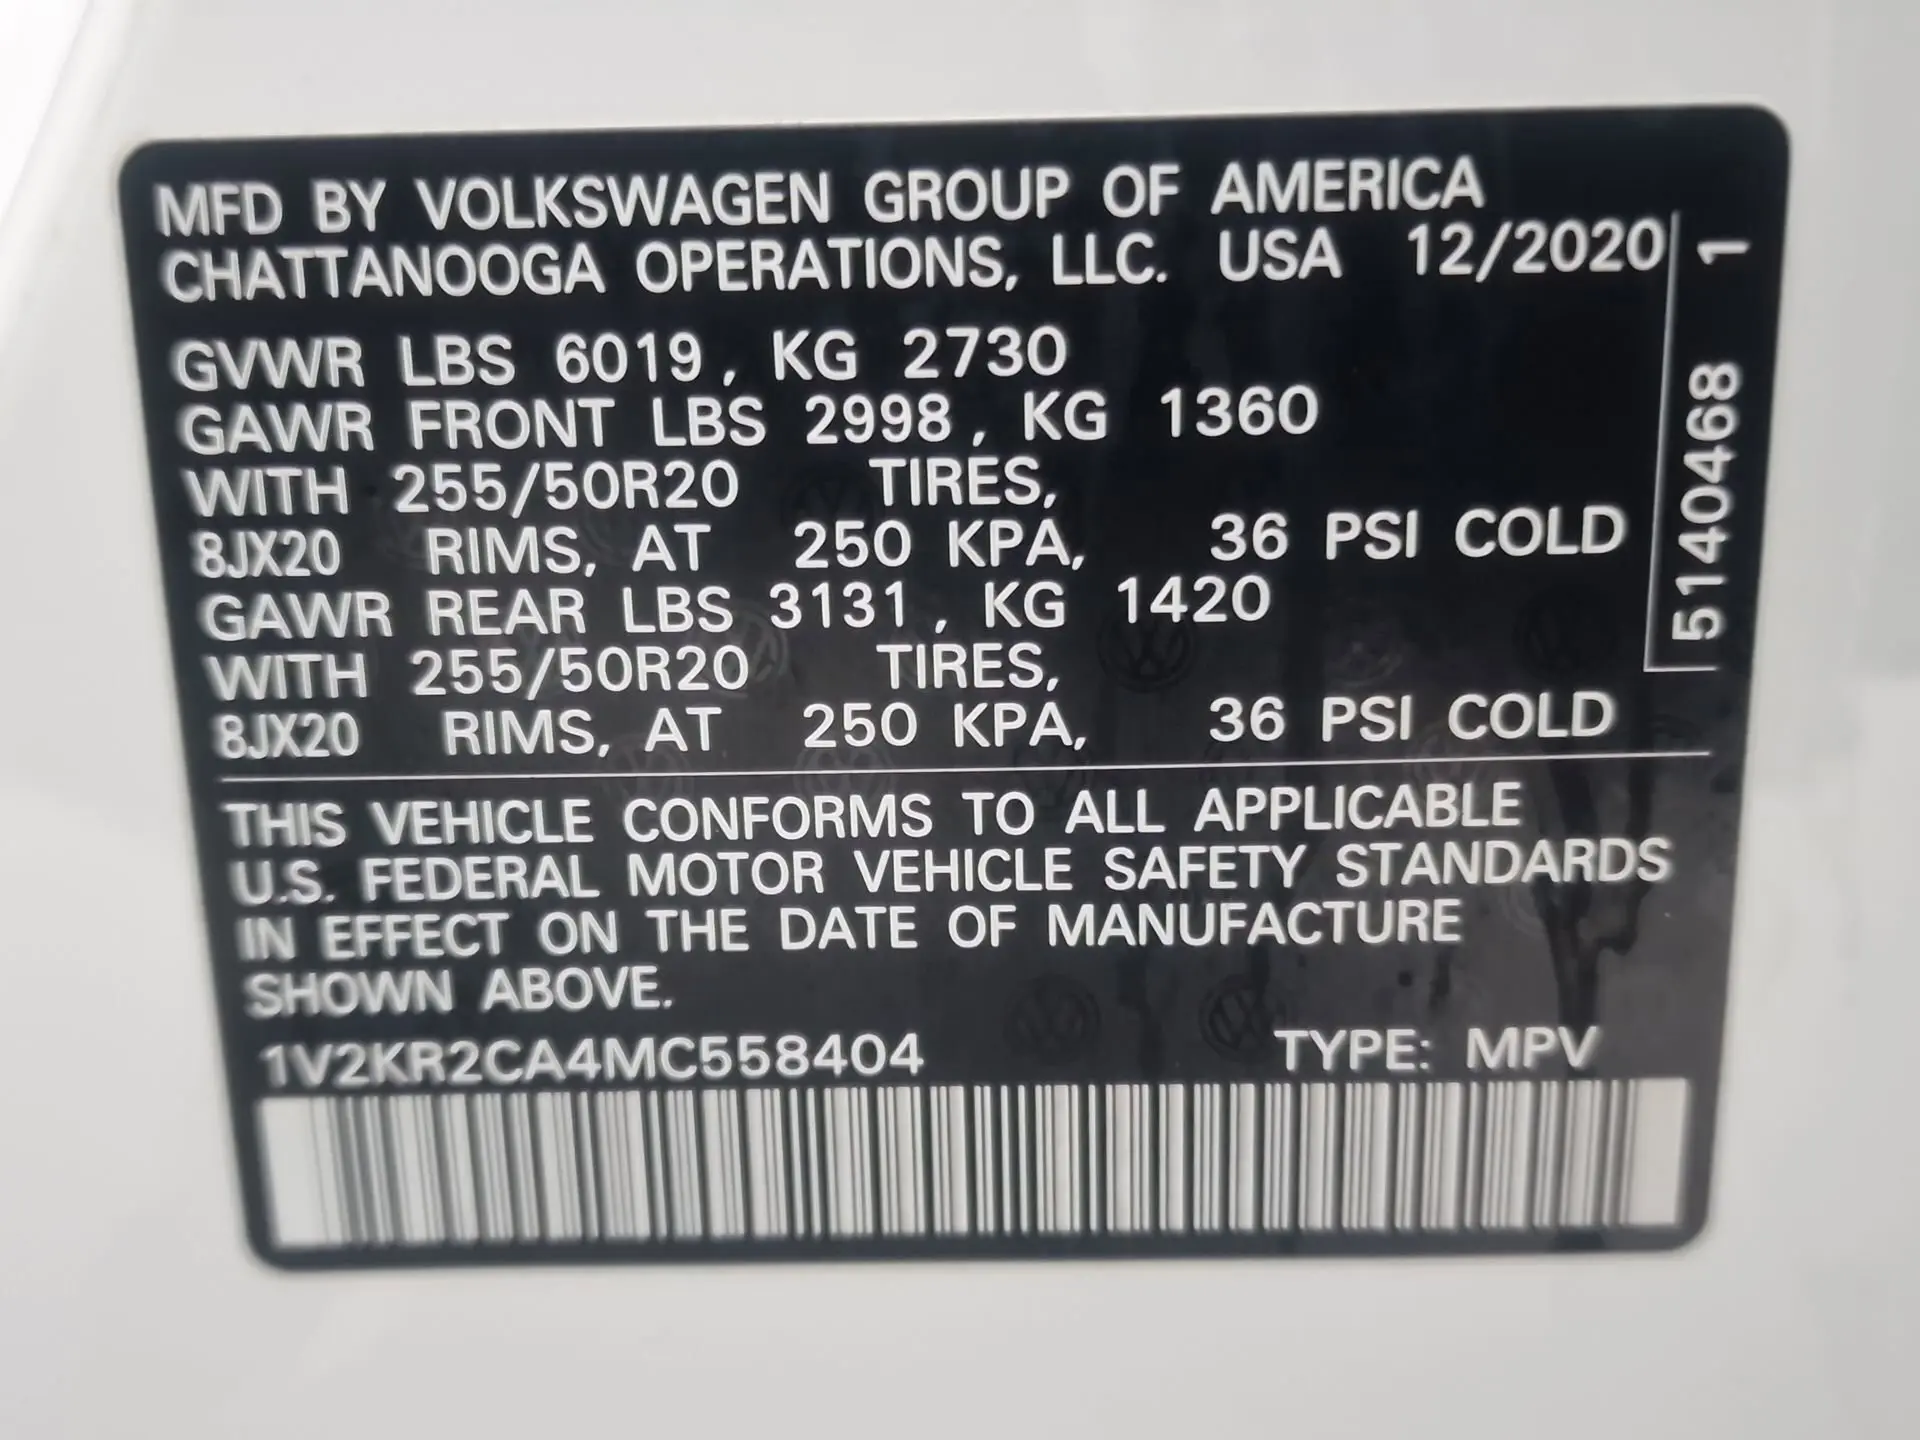 MFD BY VOLKSWAGEN GROUP OF AMERICA
CHATTANOOGA OPERATIONS, LLC. USA 12/2020
GVWR LBS 6019, KG 2730
GAWR FRONT LBS 2998, KG 1360
WITH 255/50R20 TIRES,
8JX20 RIMS, AT 250 KPA, 36 PSI COLD
GAWR REAR LBS 3131, KG 1420
WITH 255/50R20 TIRES,
8JX20 RIMS, AT 250 KPA, 36 PSI COLD
5140468 1
THIS VEHICLE CONFORMS TO ALL APPLICABLE
U.S. FEDERAL MOTOR VEHICLE SAFETY STANDARDS
IN EFFECT ON THE DATE OF MANUFACTURE
SHOWN ABOVE.
1V2KR2CA4MC558404 TYPE: MPV